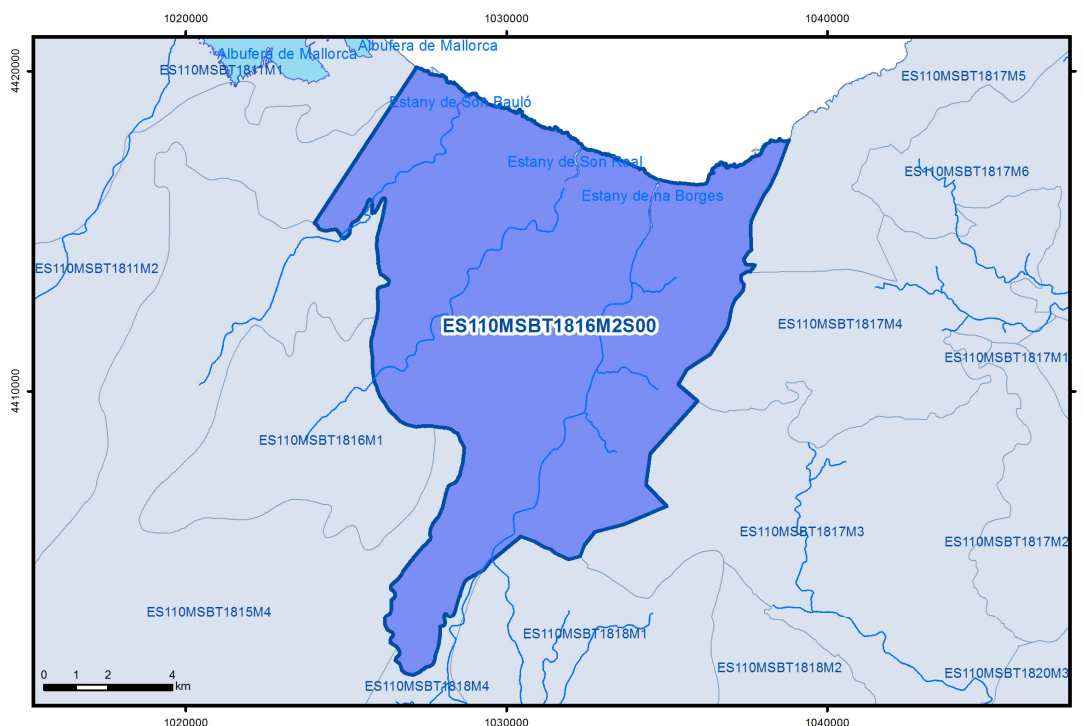 1020000
1030000
1040000
4420000
Albufera de Mallorca
Albufera de Mallorca
ES110MSBT1811M1
ES110MSBT1817M5
Estany de Son Bauló
Estany de Son Real
ES110MSBT1817M6
Estany de na Borges
ES110MSBT1811M2
ES110MSBT1816M2S00
ES110MSBT1817M4
ES110MSBT1817M1
4410000
ES110MSBT1816M1
ES110MSBT1817M3
ES110MSBT1817M2
ES110MSBT1815M4
ES110MSBT1818M1
ES110MSBT1818M2
ES110MSBT1820M3
ES110MSBT1818M4
0 1 2 4
km
1020000
1030000
1040000